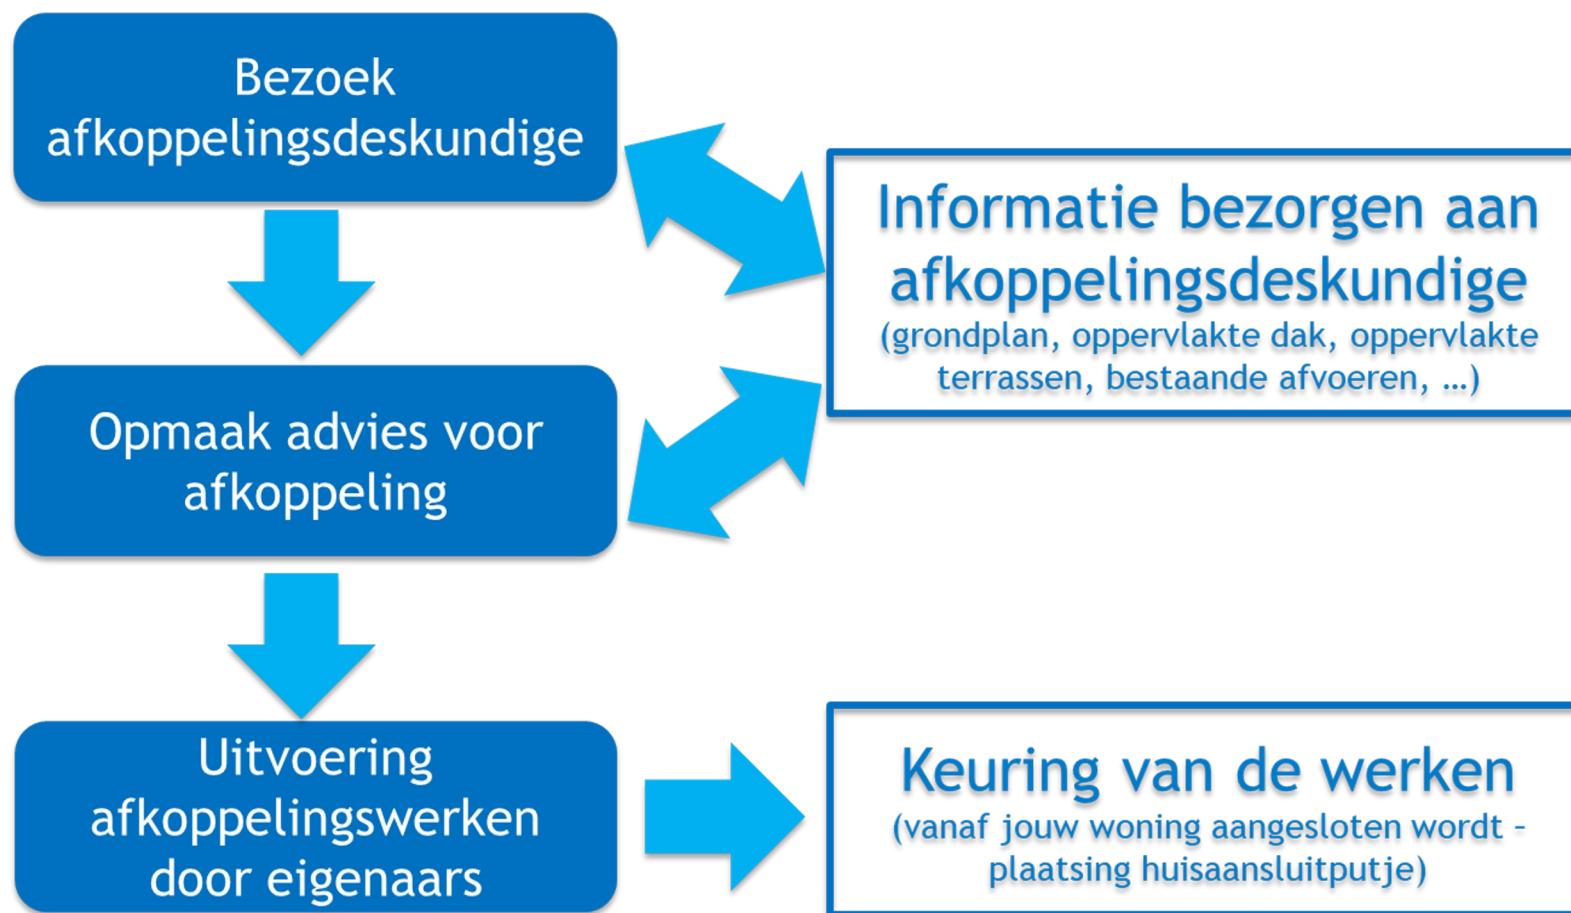 Bezoek
afkoppelingsdeskundige
Informatie bezorgen aan
afkoppelingsdeskundige
(grondplan, oppervlakte dak, oppervlakte
terrassen, bestaande afvoeren, …)
Opmaak advies voor
afkoppeling
Uitvoering
afkoppelingswerken
door eigenaars
Keuring van de werken
(vanaf jouw woning aangesloten wordt –
plaatsing huisaansluitputje)